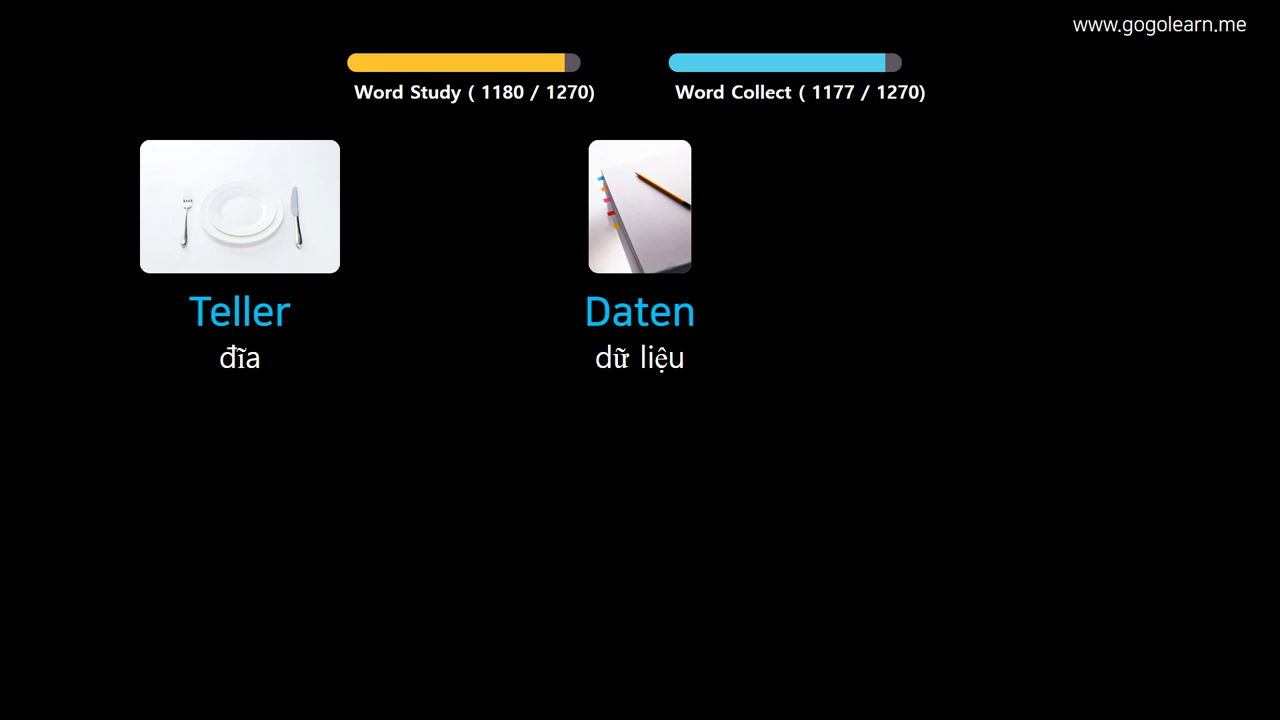 www.gogolearn.me
Word Study ( 1180 / 1270)
Word Collect ( 1177 / 1270)
Teller
đĩa
Daten
dữ liệu